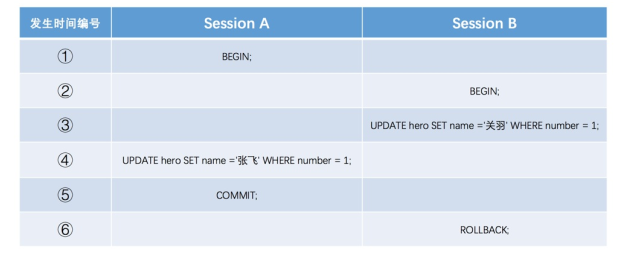 发生时间编号 Session A Session B
① BEGIN;
② BEGIN;
③ UPDATE hero SET name ='关羽' WHERE number = 1;
④ UPDATE hero SET name ='张飞' WHERE number = 1;
⑤ COMMIT;
⑥ ROLLBACK;